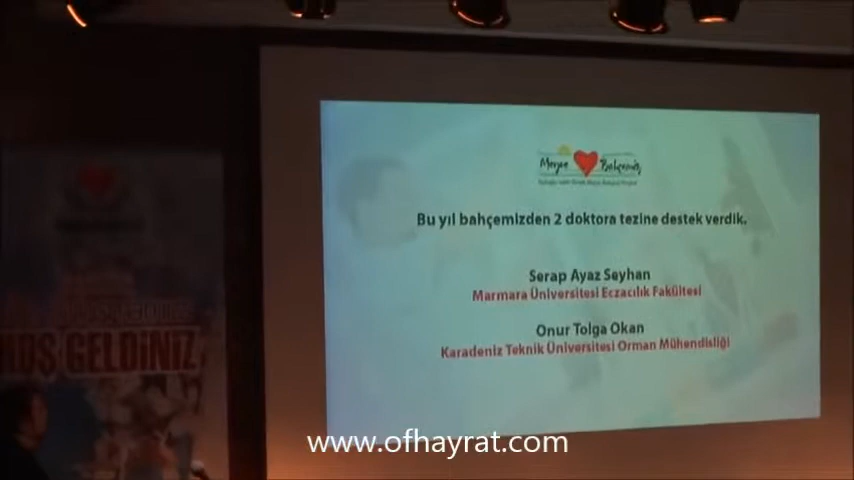 Meyve Bahçemiz
Bu yıl bahçemizden 2 doktora tezine destek verdik.
Serap Ayaz Seyhan
Marmara Üniversitesi Eczacılık Fakültesi
Onur Tolga Okan
Karadeniz Teknik Üniversitesi Orman Mühendisliği
GELDİNİZ
www.ofhayrat.com